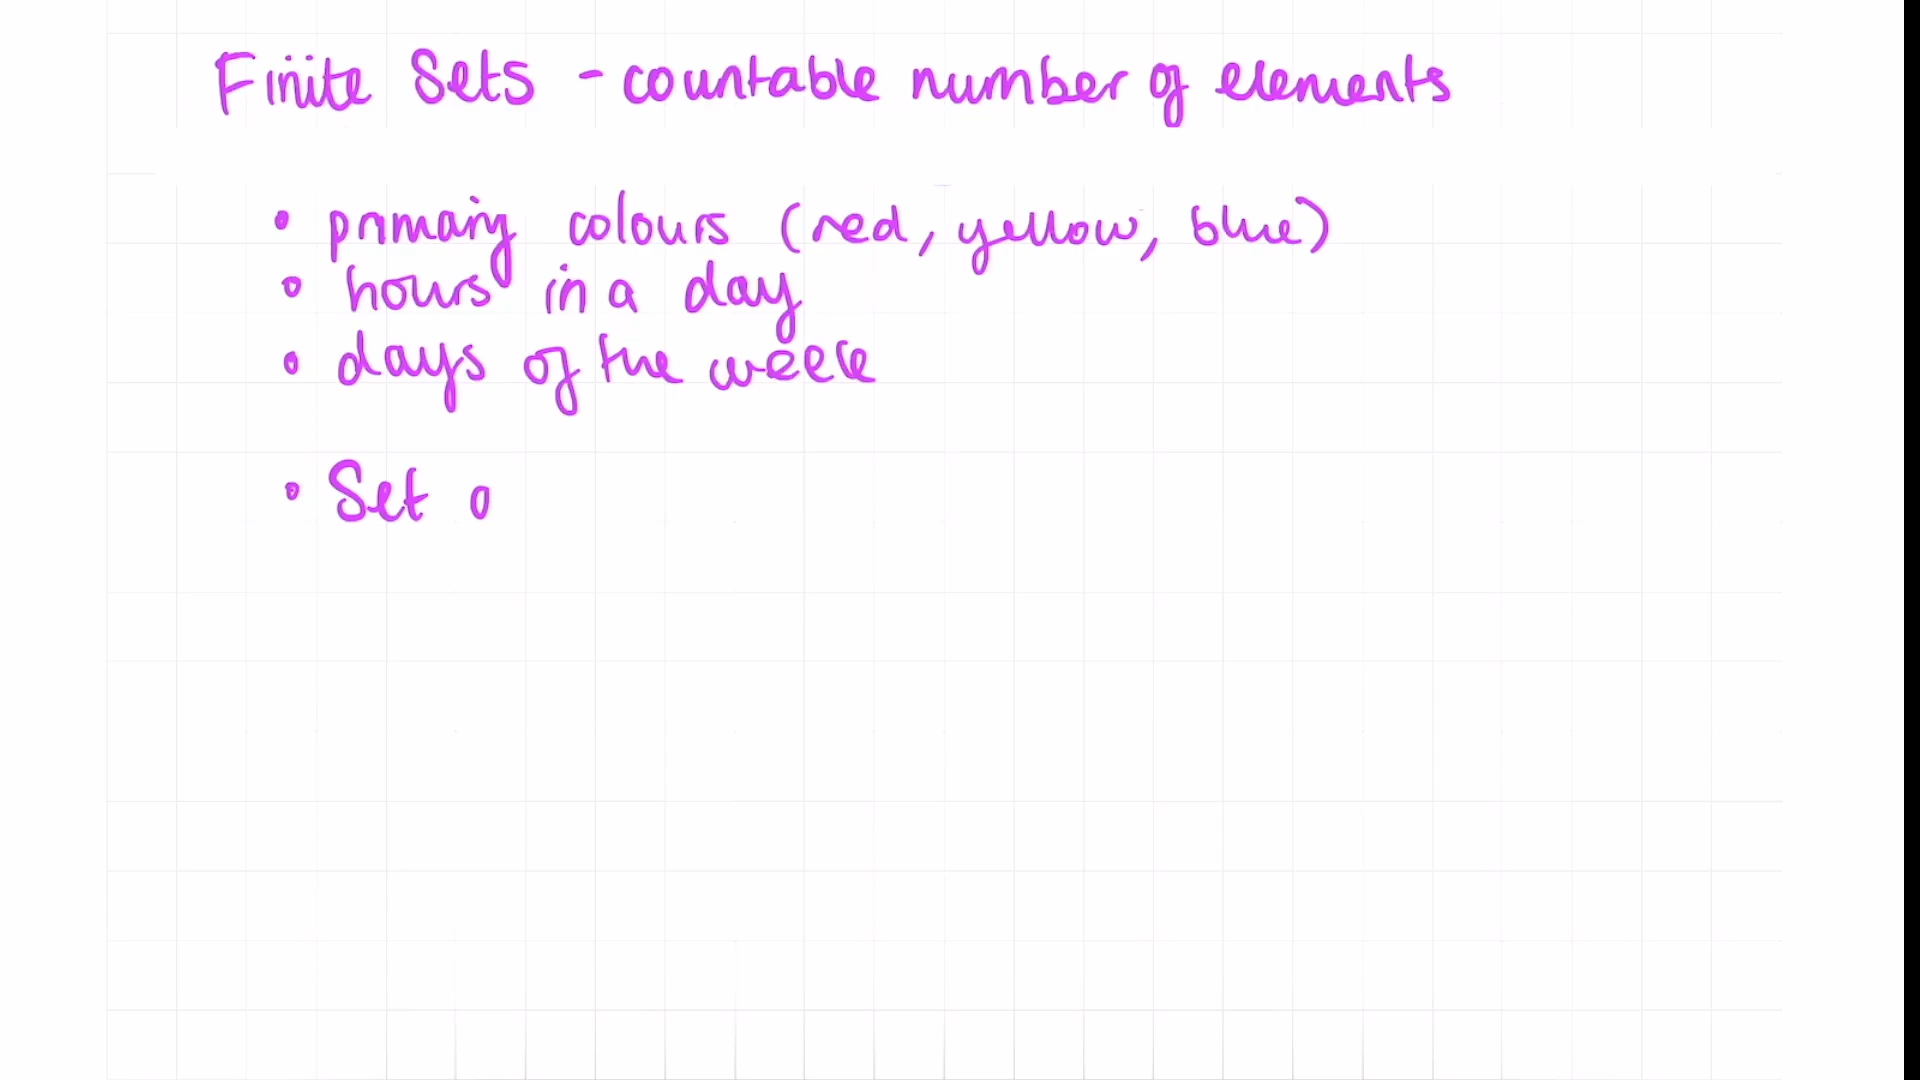 Finite Sets - countable number of elements
• primary colours (red, yellow, blue)
• hours in a day
• days of the week
• Set o